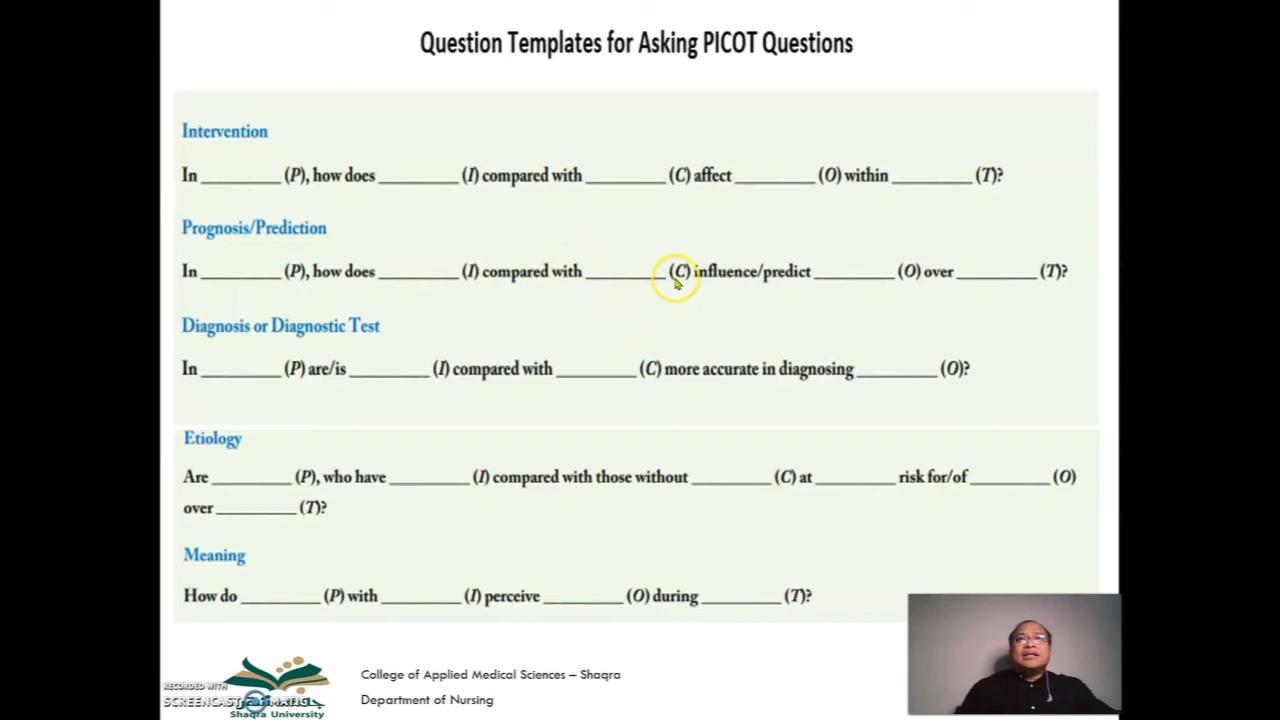 Question Templates for Asking PICOT Questions
Intervention
In _________ (P), how does _________ (I) compared with _________ (C) affect _________ (O) within _________ (T)?
Prognosis/Prediction
In _________ (P), how does _________ (I) compared with _________ (C) influence/predict _________ (O) over _________ (T)?
Diagnosis or Diagnostic Test
In _________ (P) are/is _________ (I) compared with _________ (C) more accurate in diagnosing _________ (O)?
Etiology
Are _________ (P), who have _________ (I) compared with those without _________ (C) at _________ risk for/of _________ (O)
over _________ (T)?
Meaning
How do _________ (P) with _________ (I) perceive _________ (O) during _________ (T)?
College of Applied Medical Sciences – Shaqra
Department of Nursing
RECORDED WITH
Shaqra University